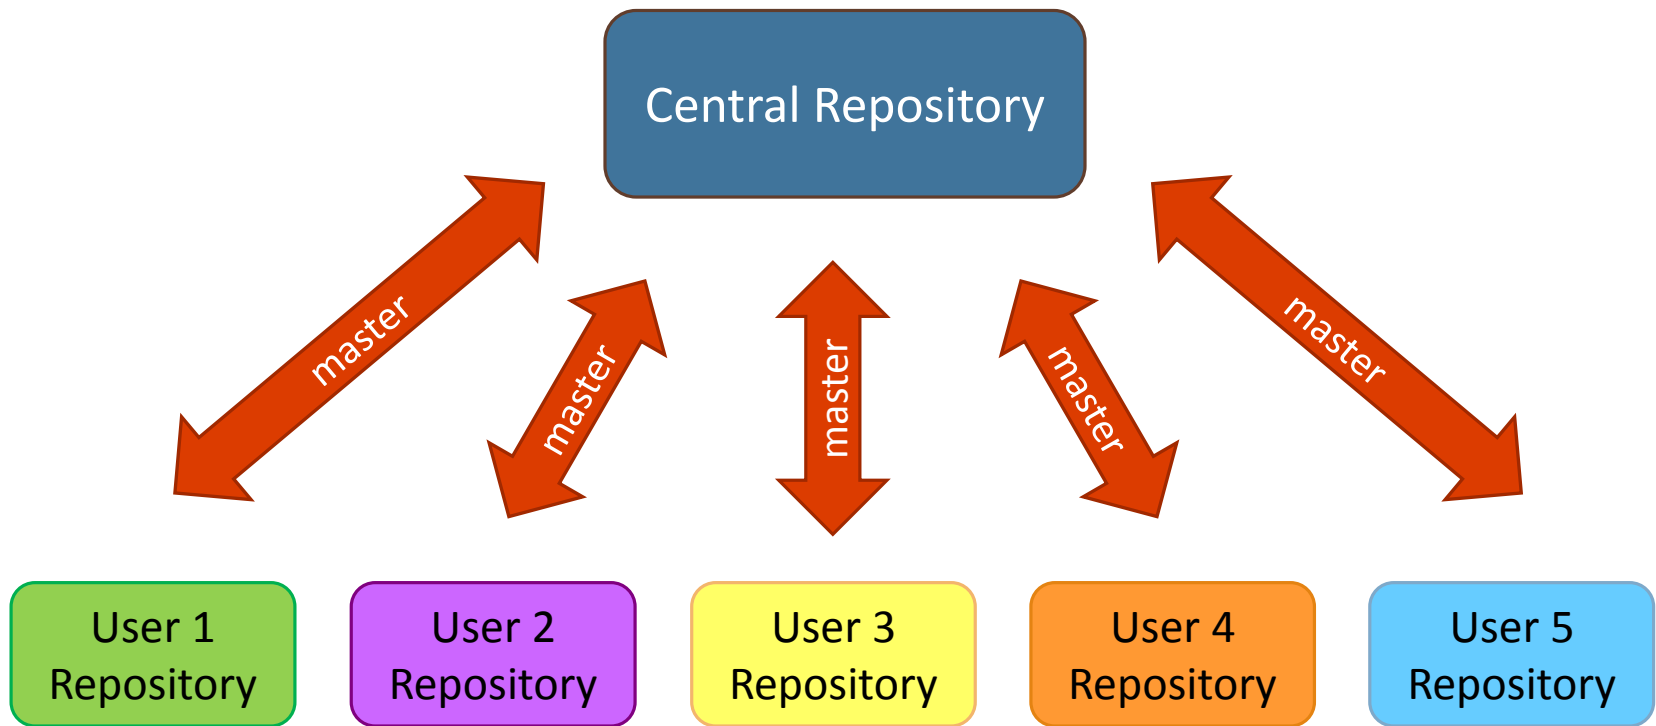 Central Repository
master
master
master
master
master
User 1
Repository
User 2
Repository
User 3
Repository
User 4
Repository
User 5
Repository